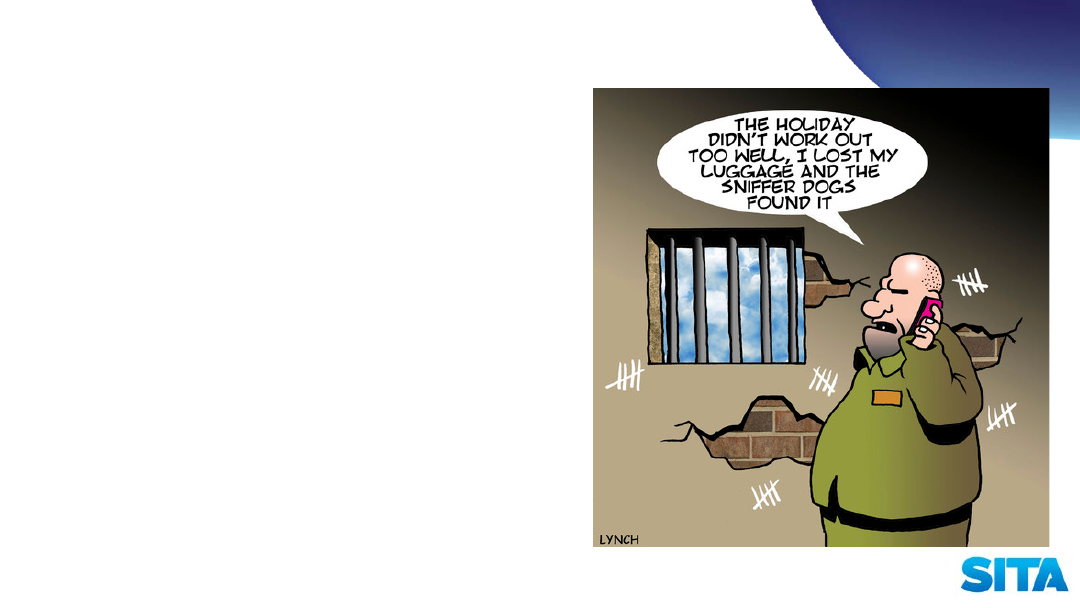 THE HOLIDAY
DIDN'T WORK OUT
TOO WELL, I LOST MY
LUGGAGE AND THE
SNIFFER DOGS
FOUND IT
LYNCH
SITA